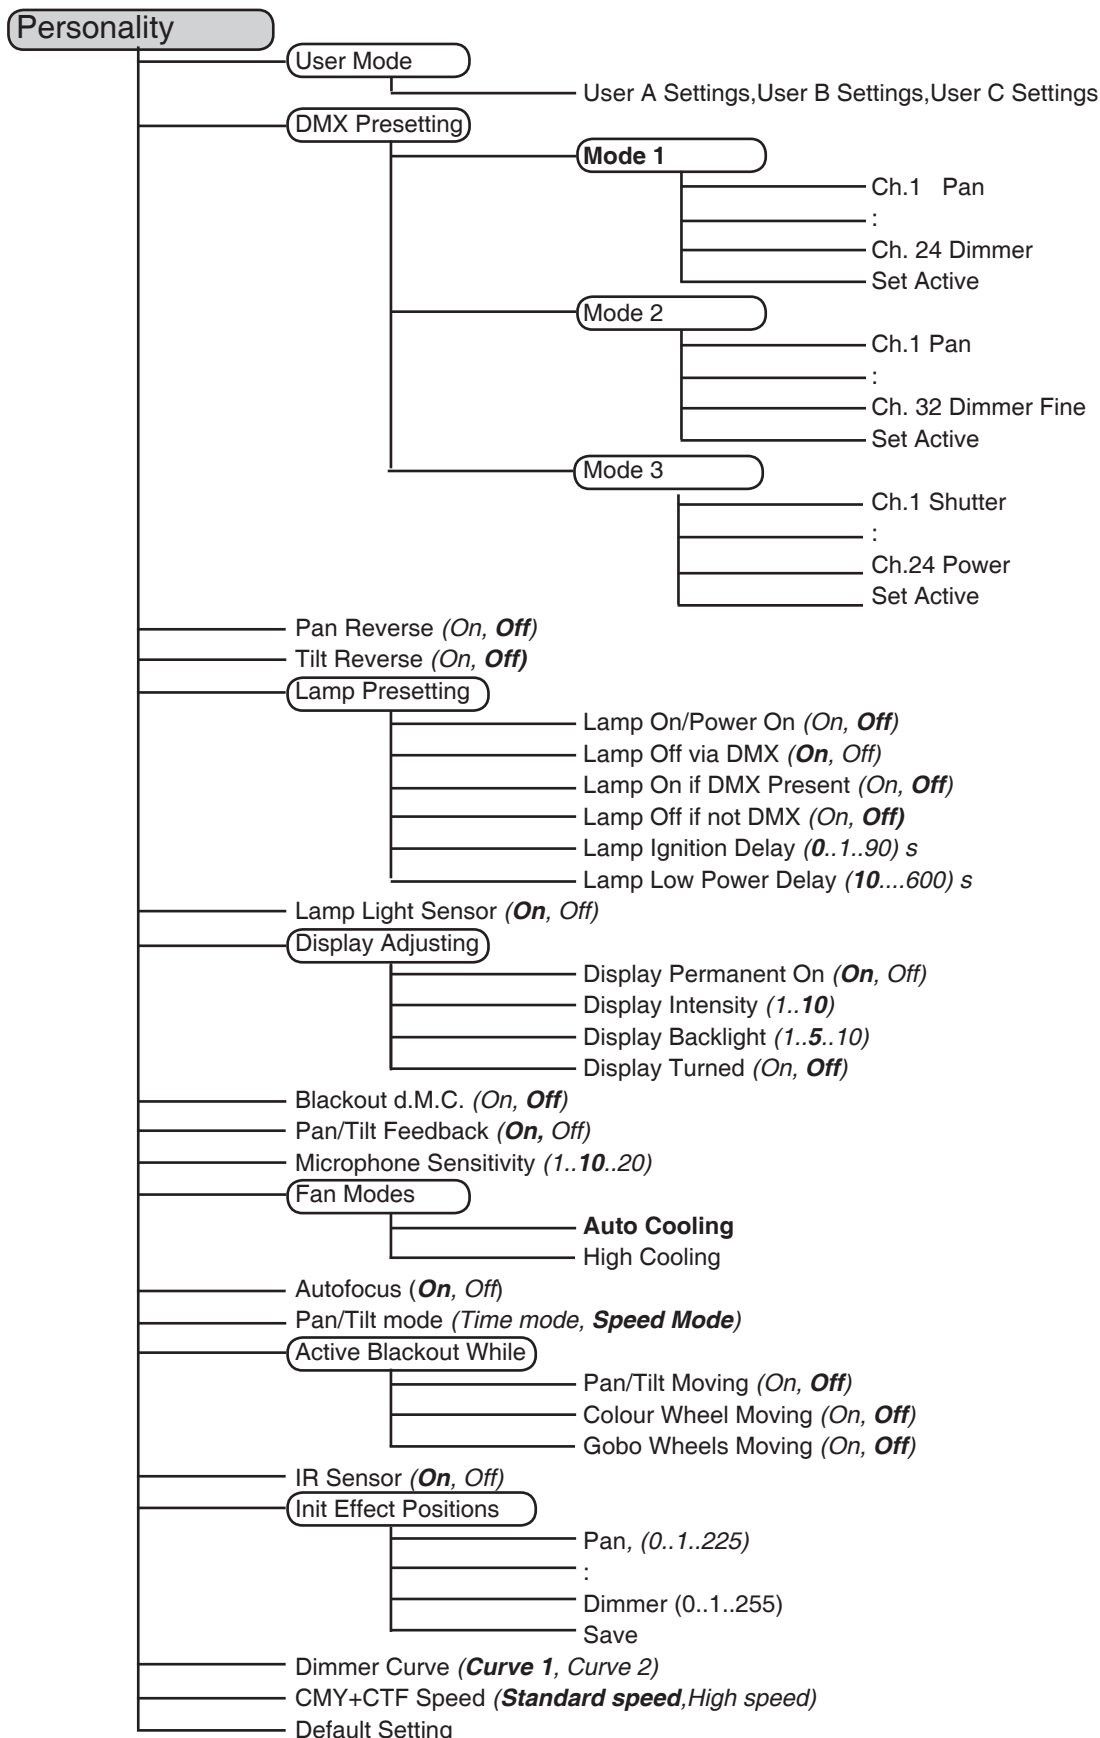 Personality
User Mode
User A Settings,User B Settings,User C Settings
DMX Presetting
Mode 1
Ch.1 Pan
:
Ch. 24 Dimmer
Set Active
Mode 2
Ch.1 Pan
:
Ch. 32 Dimmer Fine
Set Active
Mode 3
Ch.1 Shutter
:
Ch.24 Power
Set Active
Pan Reverse (On, Off)
Tilt Reverse (On, Off)
Lamp Presetting
Lamp On/Power On (On, Off)
Lamp Off via DMX (On, Off)
Lamp On if DMX Present (On, Off)
Lamp Off if not DMX (On, Off)
Lamp Ignition Delay (0..1..90) s
Lamp Low Power Delay (10....600) s
Lamp Light Sensor (On, Off)
Display Adjusting
Display Permanent On (On, Off)
Display Intensity (1..10)
Display Backlight (1..5..10)
Display Turned (On, Off)
Blackout d.M.C. (On, Off)
Pan/Tilt Feedback (On, Off)
Microphone Sensitivity (1..10..20)
Fan Modes
Auto Cooling
High Cooling
Autofocus (On, Off)
Pan/Tilt mode (Time mode, Speed Mode)
Active Blackout While
Pan/Tilt Moving (On, Off)
Colour Wheel Moving (On, Off)
Gobo Wheels Moving (On, Off)
IR Sensor (On, Off)
Init Effect Positions
Pan, (0..1..225)
:
Dimmer (0..1..255)
Save
Dimmer Curve (Curve 1, Curve 2)
CMY+CTF Speed (Standard speed,High speed)
Default Setting